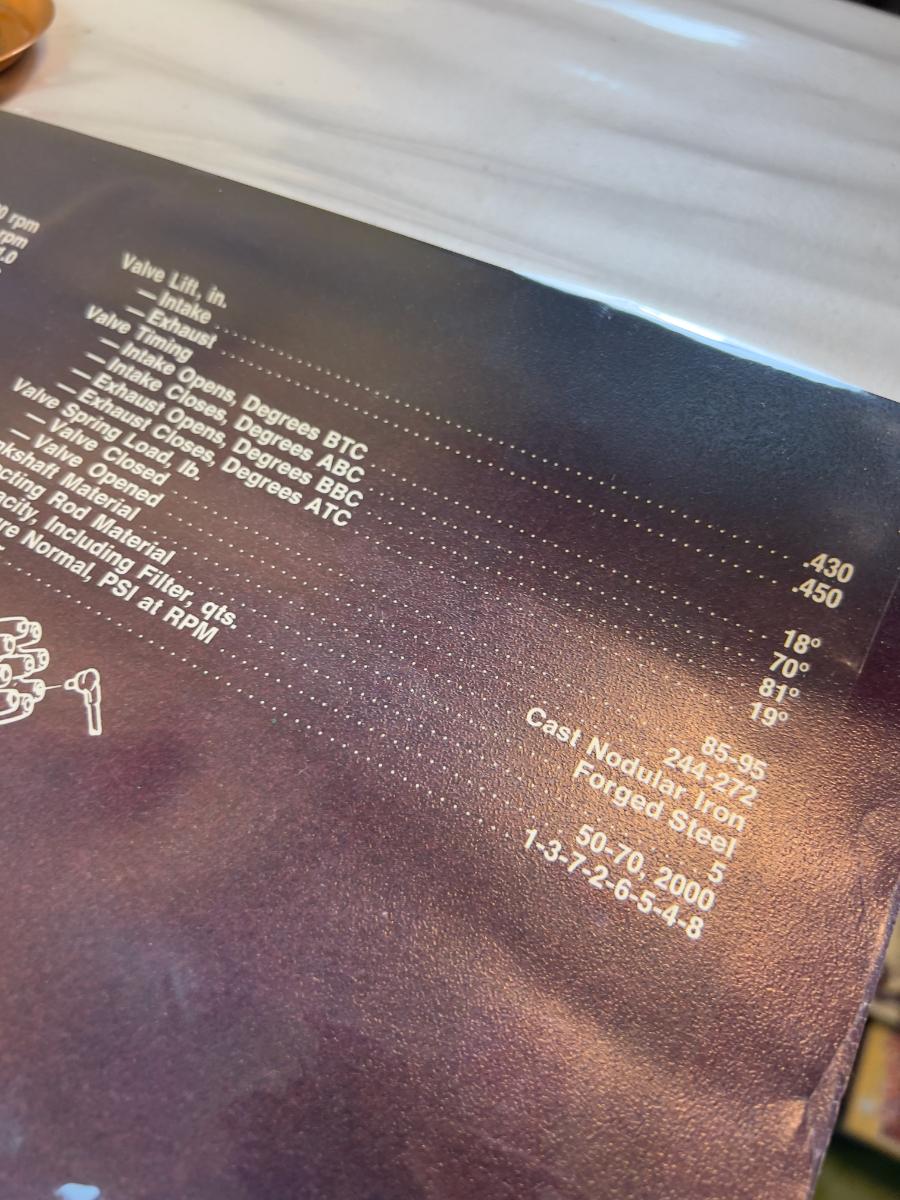 0 rpm
rpm
Valve Lift, in.
— Intake .430
— Exhaust .450
Valve Timing
— Intake Opens, Degrees BTC 18°
— Intake Closes, Degrees ABC 70°
— Exhaust Opens, Degrees BBC 81°
— Exhaust Closes, Degrees ATC 19°
Valve Spring Load, lb.
— Valve Closed 85-95
— Valve Opened 244-272
Material Cast Nodular Iron
Rod Material Forged Steel
Including Filter, qts. 5
Normal, PSI at RPM 50-70, 2000
1-3-7-2-6-5-4-8